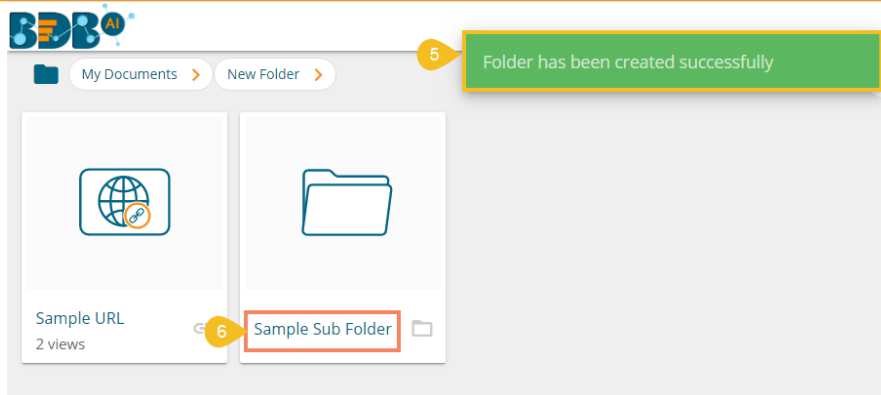 BDB AI
5
Folder has been created successfully
My Documents > New Folder >
Sample URL
2 views
6
Sample Sub Folder